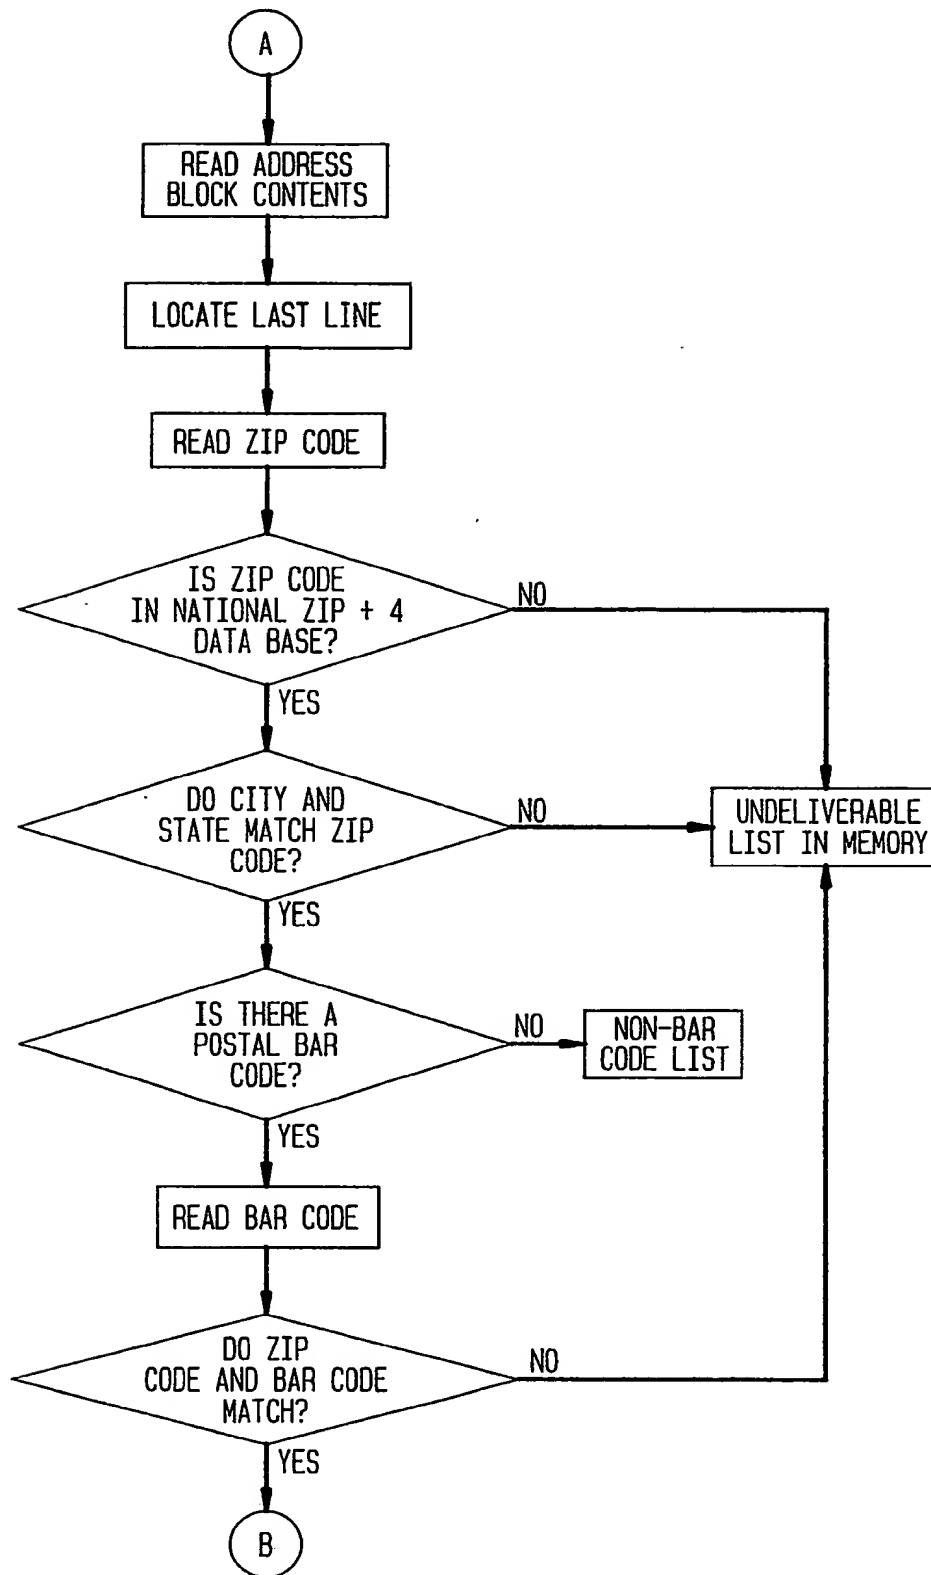 A
READ ADDRESS
BLOCK CONTENTS
LOCATE LAST LINE
READ ZIP CODE
IS ZIP CODE
IN NATIONAL ZIP + 4
DATA BASE?
NO
YES
DO CITY AND
STATE MATCH ZIP
CODE?
NO
UNDELIVERABLE
LIST IN MEMORY
YES
IS THERE A
POSTAL BAR
CODE?
NO
NON-BAR
CODE LIST
YES
READ BAR CODE
DO ZIP
CODE AND BAR CODE
MATCH?
NO
YES
B